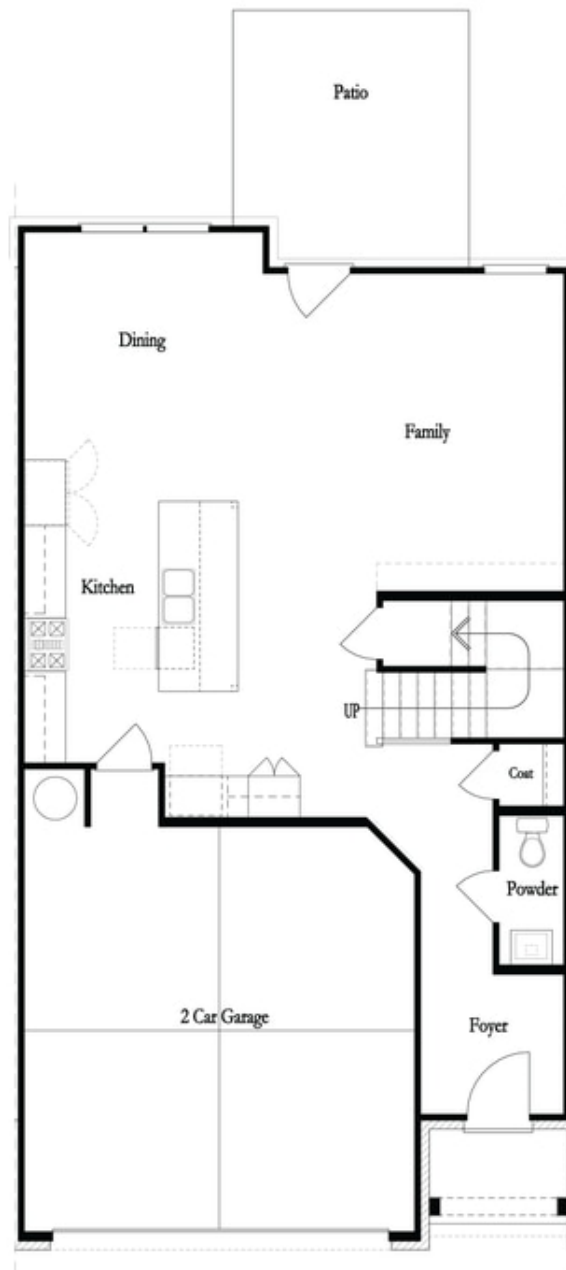 Patio
Dining
Family
Kitchen
UP
Coat
Powder
2 Car Garage
Foyer